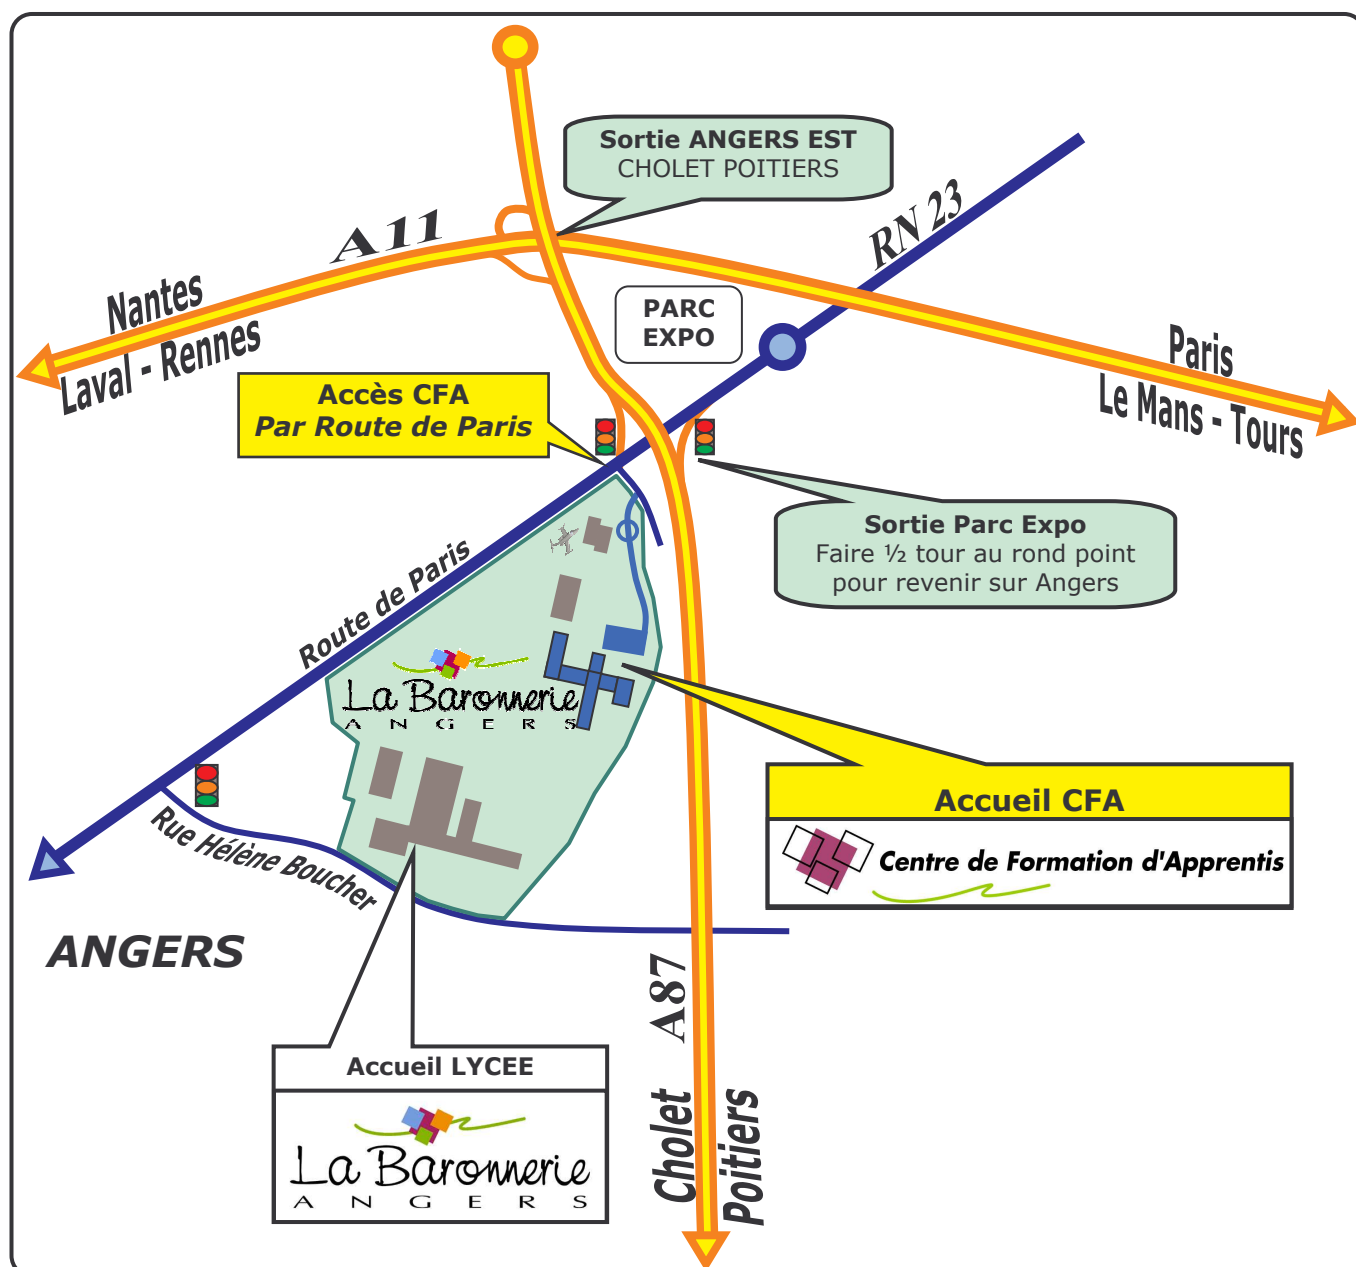 Sortie ANGERS EST
CHOLET POITIERS
RN 23
A11
Nantes
Laval - Rennes
PARC
EXPO
Paris
Le Mans - Tours
Accès CFA
Par Route de Paris
Sortie Parc Expo
Faire ½ tour au rond point
pour revenir sur Angers
Route de Paris
La Baronnerie
ANGERS
Accueil CFA
Centre de Formation d'Apprentis
Rue Hélène Boucher
ANGERS
A87
Cholet
Poitiers
Accueil LYCEE
La Baronnerie
ANGERS